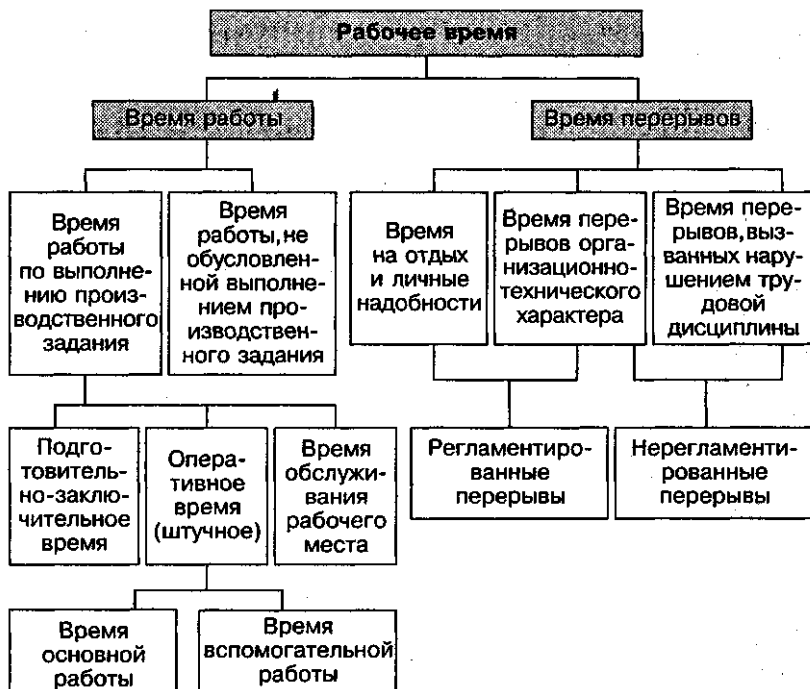 Рабочее время
Время работы
Время перерывов
Время
работы
по выполне-
нию произ-
водственного
задания
Время
работы, не
обусловлен-
ной выполне-
нием про-
изводствен-
ного задания
Время
на отдых
и личные
надобности
Время пере-
рывов орга-
низационно-
технического
характера
Время пере-
рывов, выз-
ванных нару-
шением тру-
довой
дисциплины
Подго-
товитель-
но-заклю-
чительное
время
Опера-
тивное
время
(штучное)
Время
обслужи-
вания
рабочего
места
Регламентиро-
ванные
перерывы
Нерегламенти-
рованные
перерывы
Время
основной
работы
Время
вспомогательной
работы